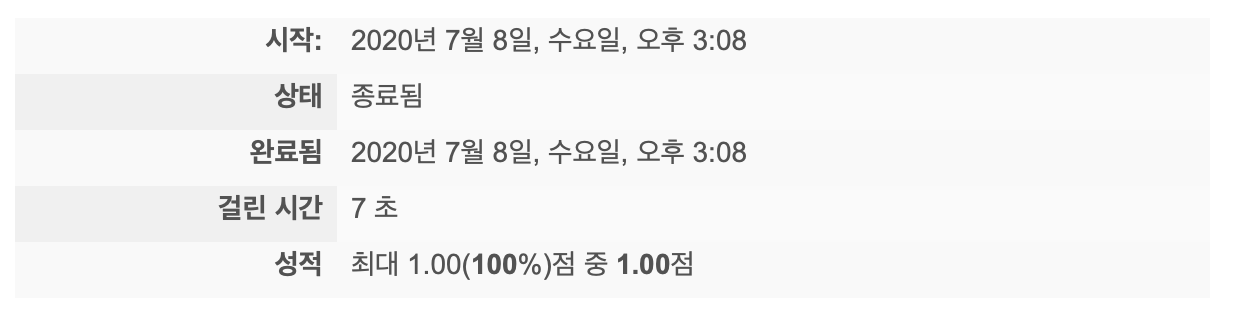 시작: 2020년 7월 8일, 수요일, 오후 3:08
상태 종료됨
완료됨 2020년 7월 8일, 수요일, 오후 3:08
걸린 시간 7 초
성적 최대 1.00(100%)점 중 1.00점